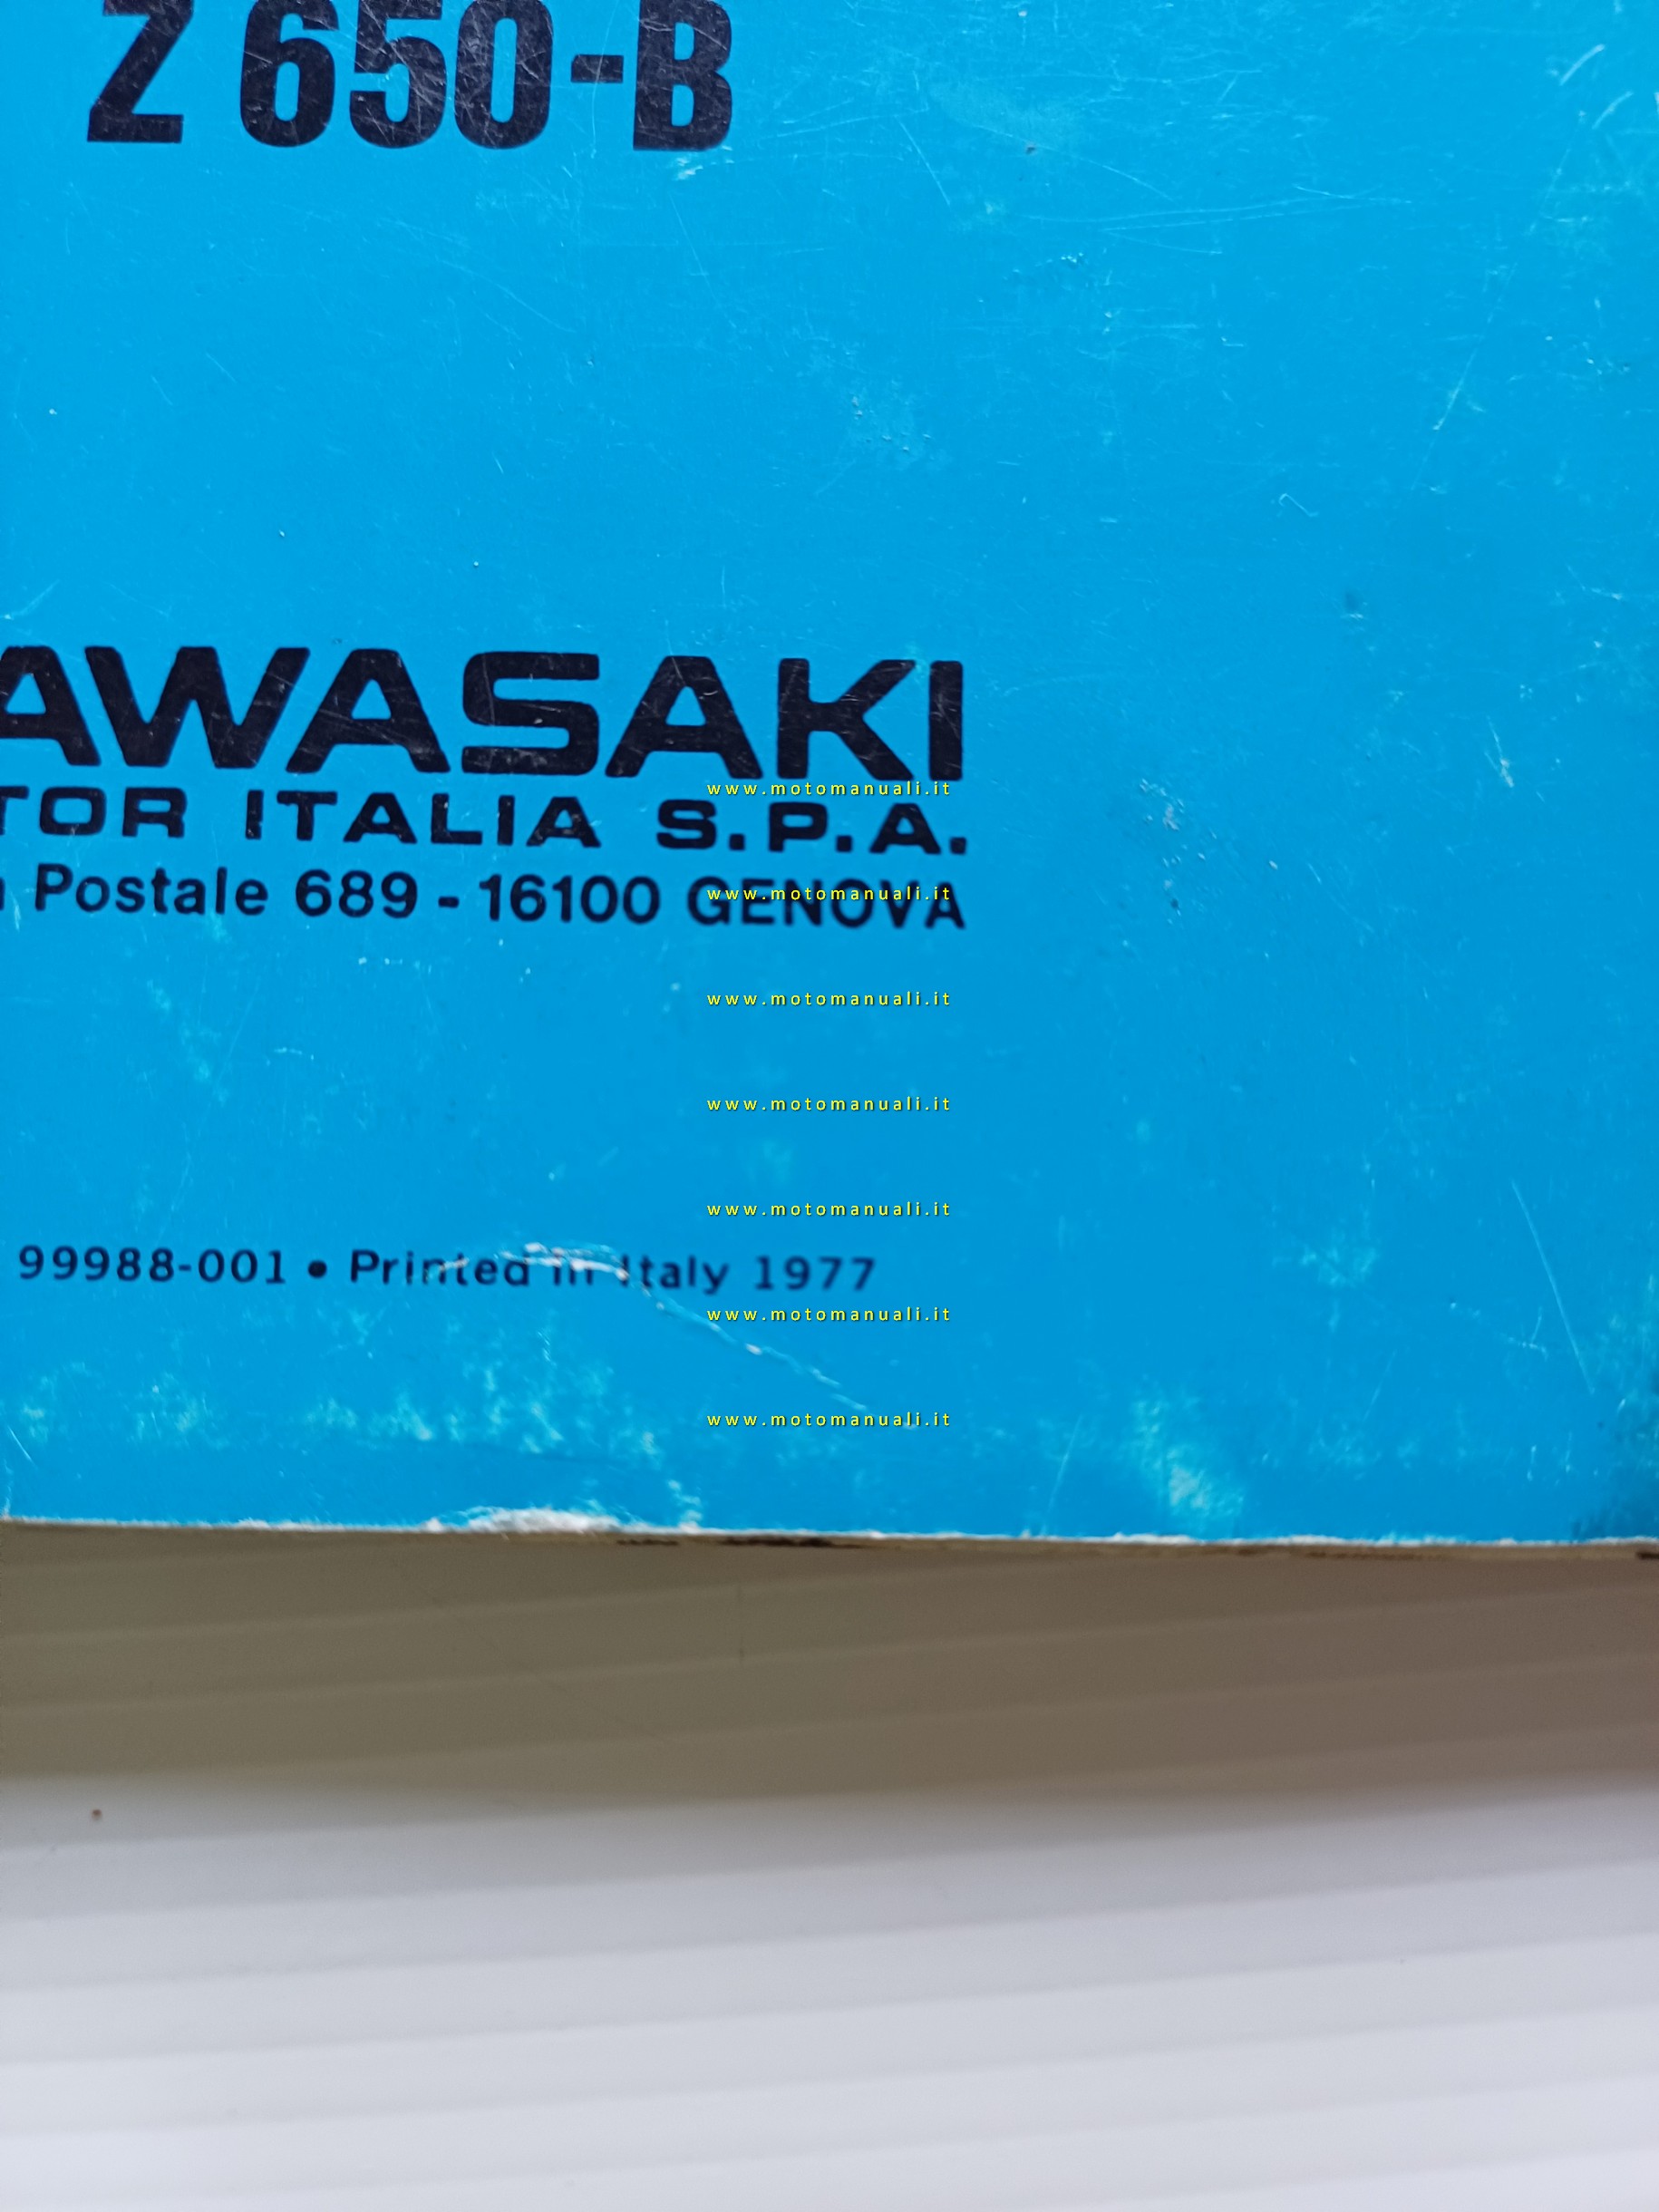 Z 650-B
AWASAKI
TOR ITALIA S.P.A.
Postale 689 - 16100 GENOVA
99988-001 • Printed in Italy 1977
www.motomanuali.it
www.motomanuali.it
www.motomanuali.it
www.motomanuali.it
www.motomanuali.it
www.motomanuali.it
www.motomanuali.it